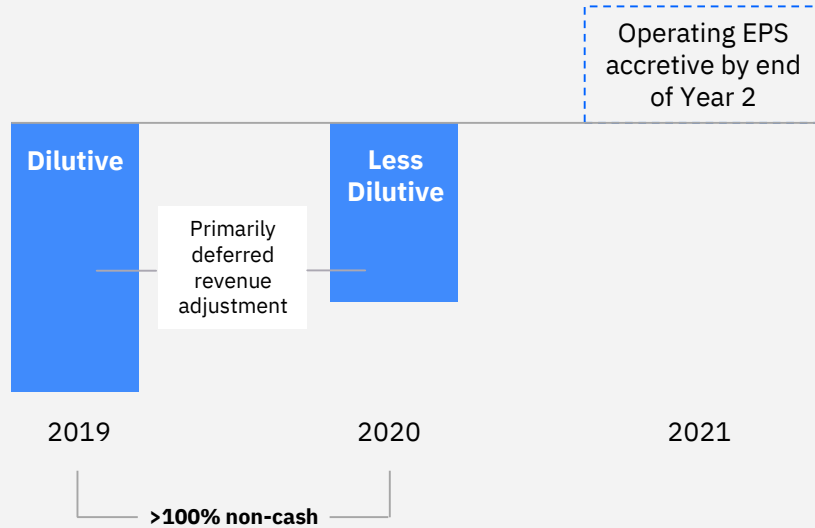 Operating EPS
accretive by end
of Year 2
Dilutive
Less
Dilutive
Primarily
deferred
revenue
adjustment
2019
2020
2021
>100% non-cash